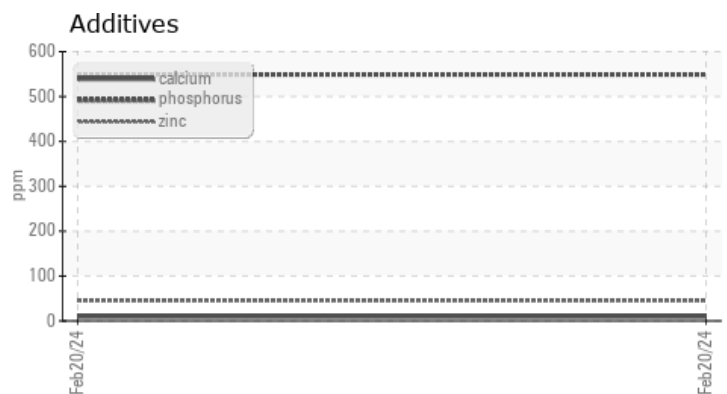 Additives
600
500
400
300
200
100
0
ppm
calcium
phosphorus
zinc
Feb20/24
Feb20/24